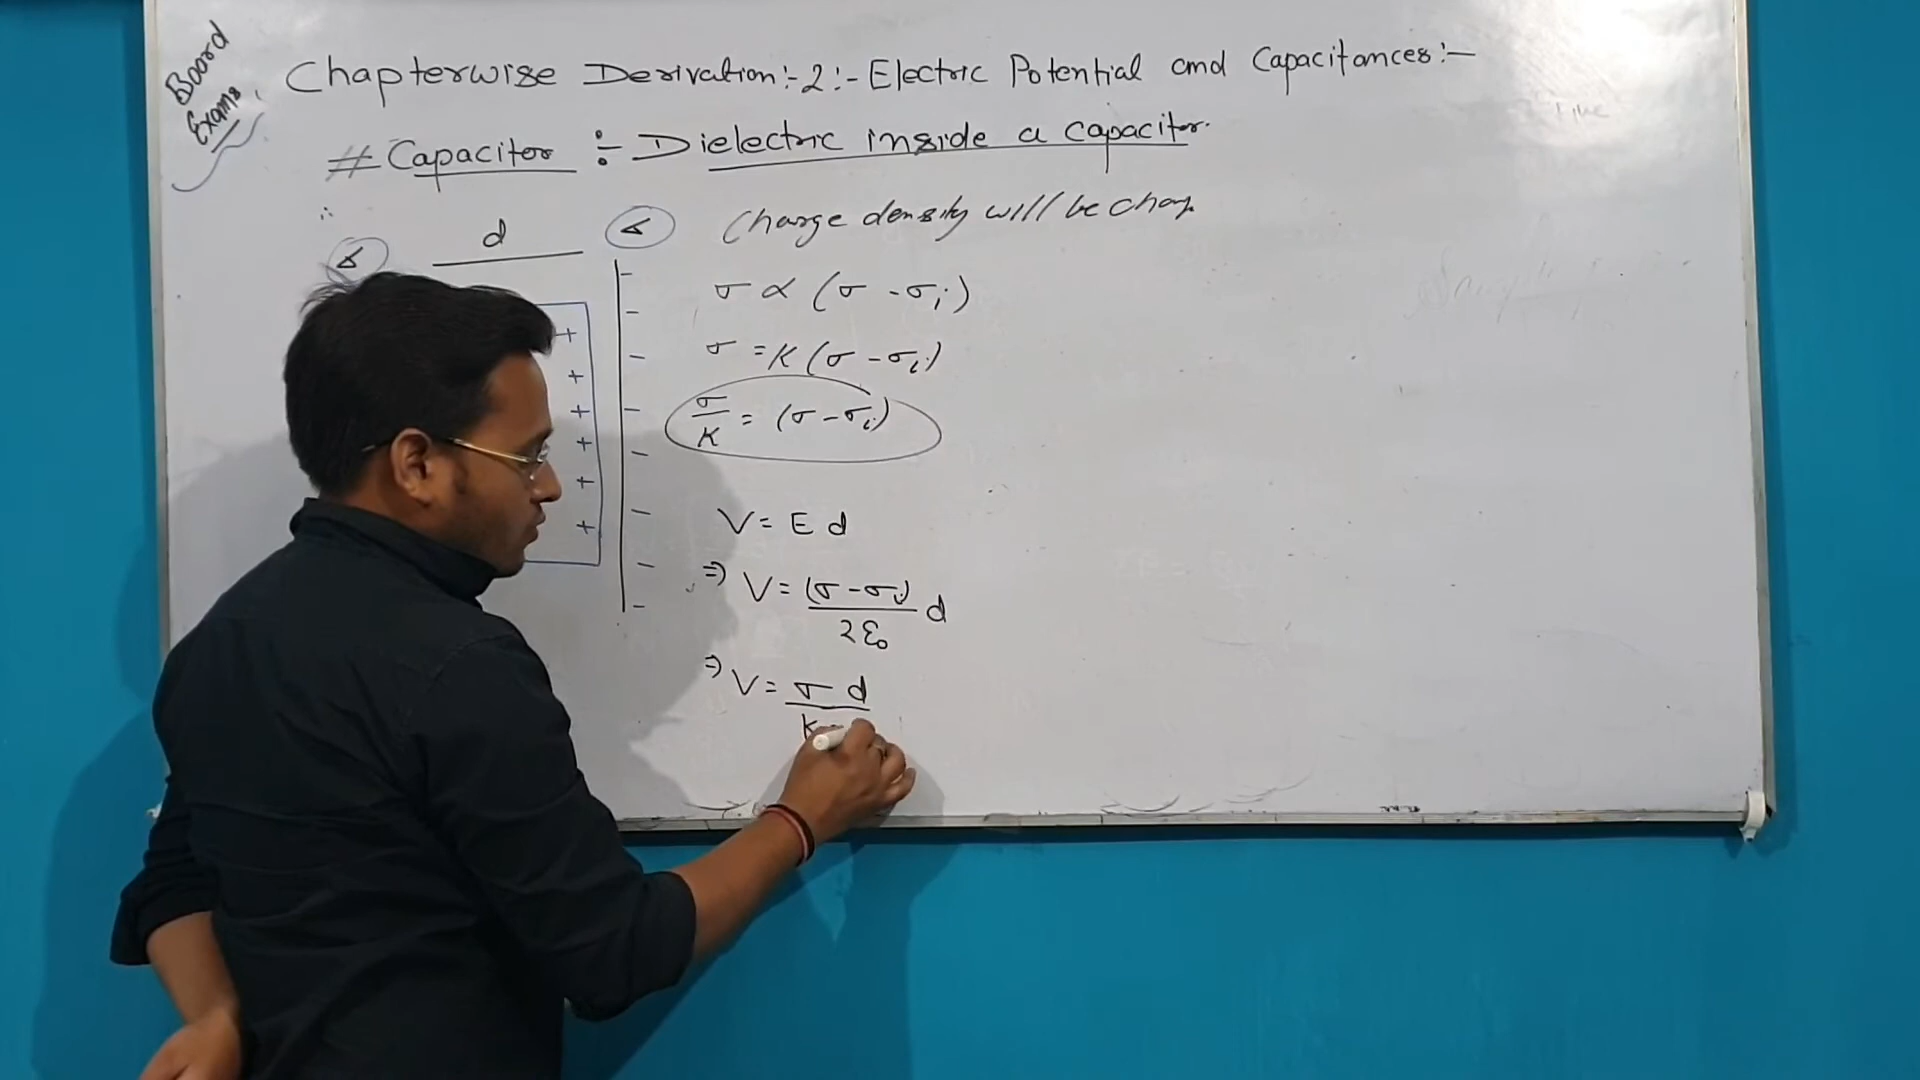 Board
Exams
Chapterwise Derivation:-2:- Electric Potential and Capacitances:-
# Capacitor ÷ Dielectric inside a capacitor.
d
Charge density will be chang
σ ∝ (σ - σi)
σ = K (σ - σi)
σ/K = (σ - σi)
V = E d
⇒ V = (σ - σi)/2ε₀ d
⇒ V = σ d/k